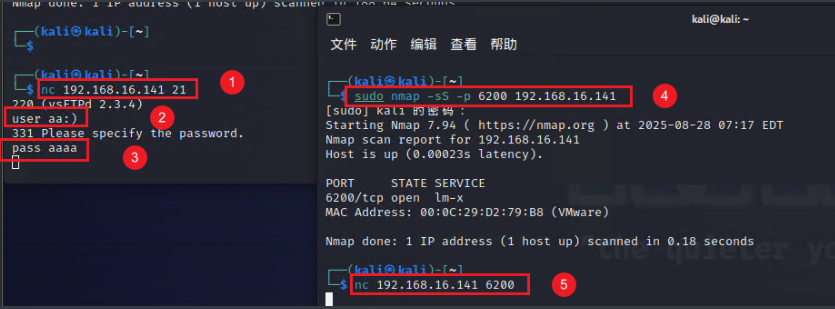 Nmap done: 1 IP address (1 host up) scanned in 188.64 seconds
(kali㉿kali)-[~]
$
(kali㉿kali)-[~]
$ nc 192.168.16.141 21
1
220 (vsFTPd 2.3.4)
user aa:)
2
331 Please specify the password.
pass aaaa
3
kali@kali: ~
文件 动作 编辑 查看 帮助
(kali㉿kali)-[~]
$ sudo nmap -sS -p 6200 192.168.16.141
4
[sudo] kali 的密码：
Starting Nmap 7.94 ( https://nmap.org ) at 2025-08-28 07:17 EDT
Nmap scan report for 192.168.16.141
Host is up (0.00023s latency).
PORT STATE SERVICE
6200/tcp open lm-x
MAC Address: 00:0C:29:D2:79:B8 (VMware)
Nmap done: 1 IP address (1 host up) scanned in 0.18 seconds
"the quieter yo
(kali㉿kali)-[~]
$ nc 192.168.16.141 6200
5